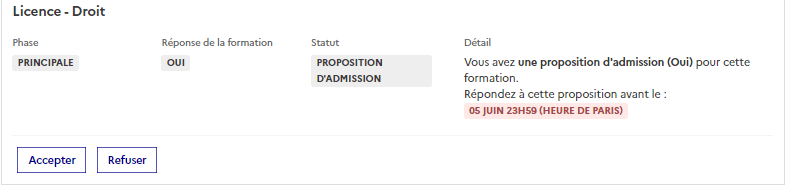 Licence - Droit
Phase
Réponse de la formation
Statut
Détail
PRINCIPALE
OUI
PROPOSITION
D'ADMISSION
Vous avez une proposition d'admission (Oui) pour cette
formation.
Répondez à cette proposition avant le :
05 JUIN 23H59 (HEURE DE PARIS)
Accepter
Refuser